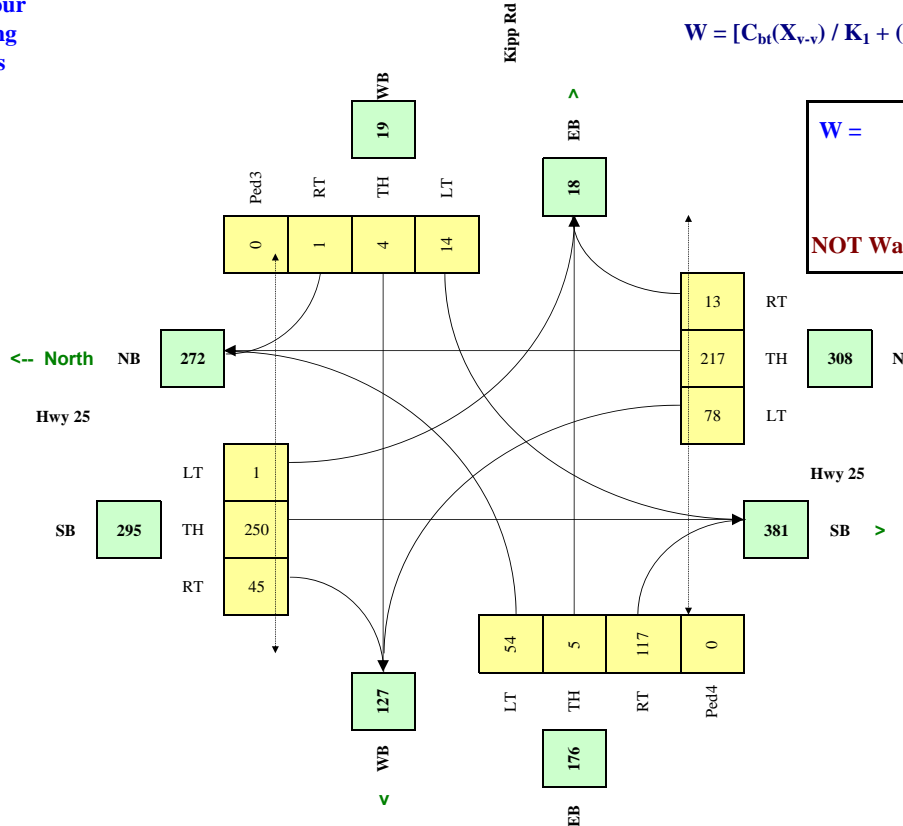 our
ng
s
Kipp Rd
W = [Cbt(Xv-v) / K1 + (
WB
19
^
EB
18
W =
NOT Wa
Ped3
RT
TH
LT
0
1
4
14
13
RT
<-- North
NB
272
217
TH
308
N
Hwy 25
78
LT
LT
1
Hwy 25
SB
295
TH
250
381
SB
>
RT
45
54
5
117
0
127
LT
TH
RT
Ped4
WB
176
v
EB